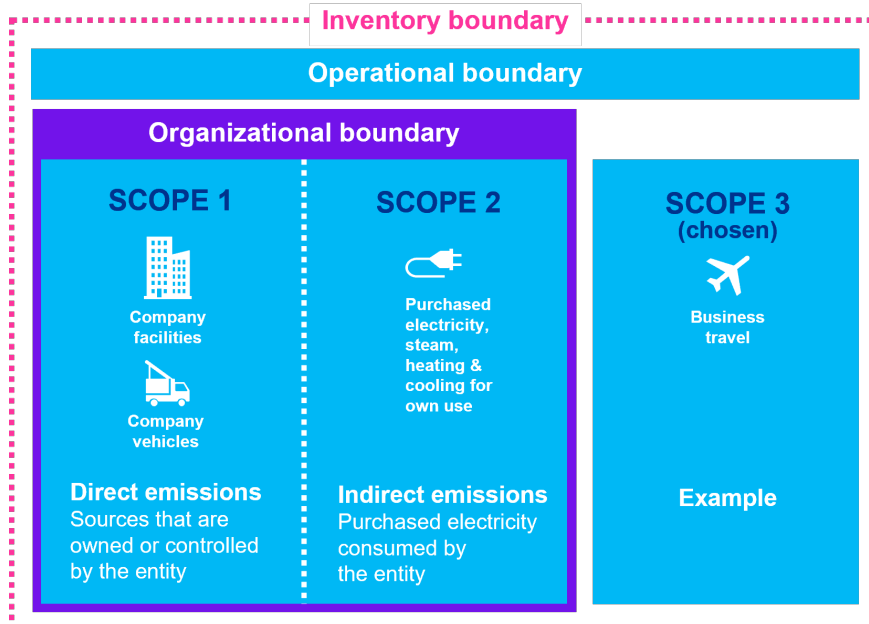 Inventory boundary
Operational boundary
Organizational boundary
SCOPE 1
Company
facilities
Company
vehicles
Direct emissions
Sources that are
owned or controlled
by the entity
SCOPE 2
Purchased
electricity,
steam,
heating &
cooling for
own use
Indirect emissions
Purchased electricity
consumed by
the entity
SCOPE 3
(chosen)
Business
travel
Example